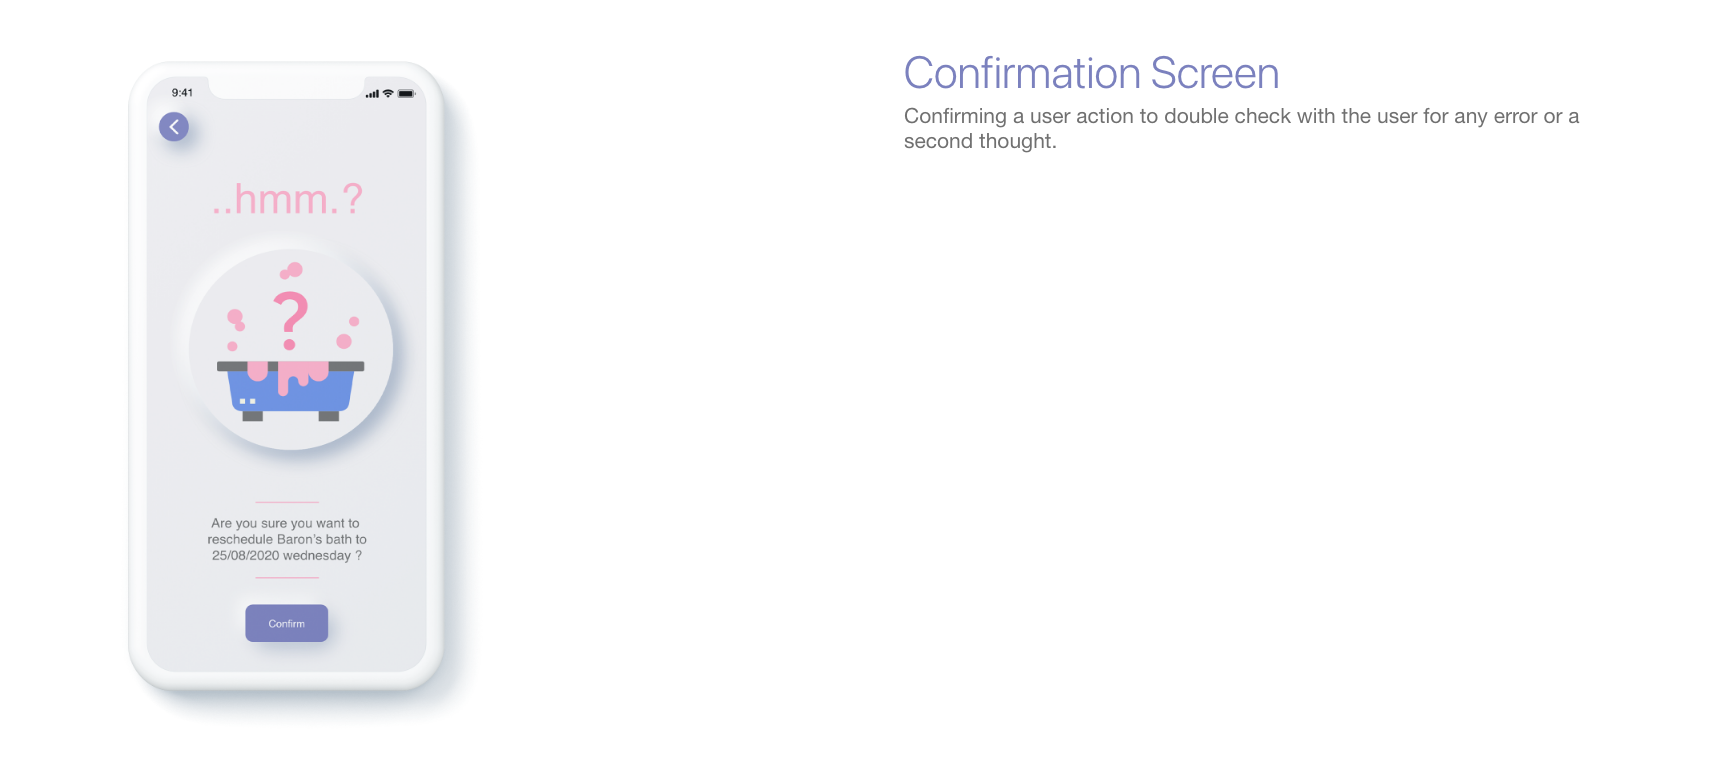 9:41
..hmm.?
?
Are you sure you want to
reschedule Baron's bath to
25/08/2020 wednesday ?
Confirm
Confirmation Screen
Confirming a user action to double check with the user for any error or a
second thought.